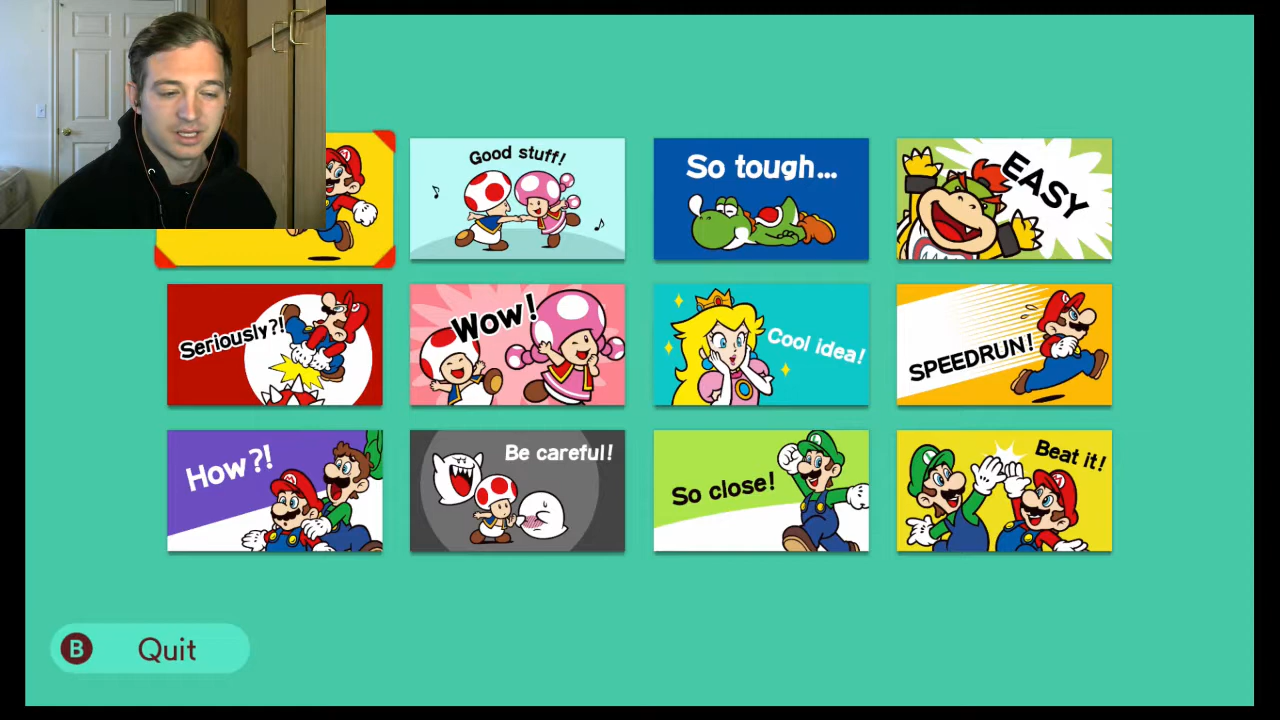 Good stuff!
So tough...
EASY
Seriously?!
Wow!
Cool idea!
SPEEDRUN!
How?!
Be careful!
So close!
Beat it!
B Quit